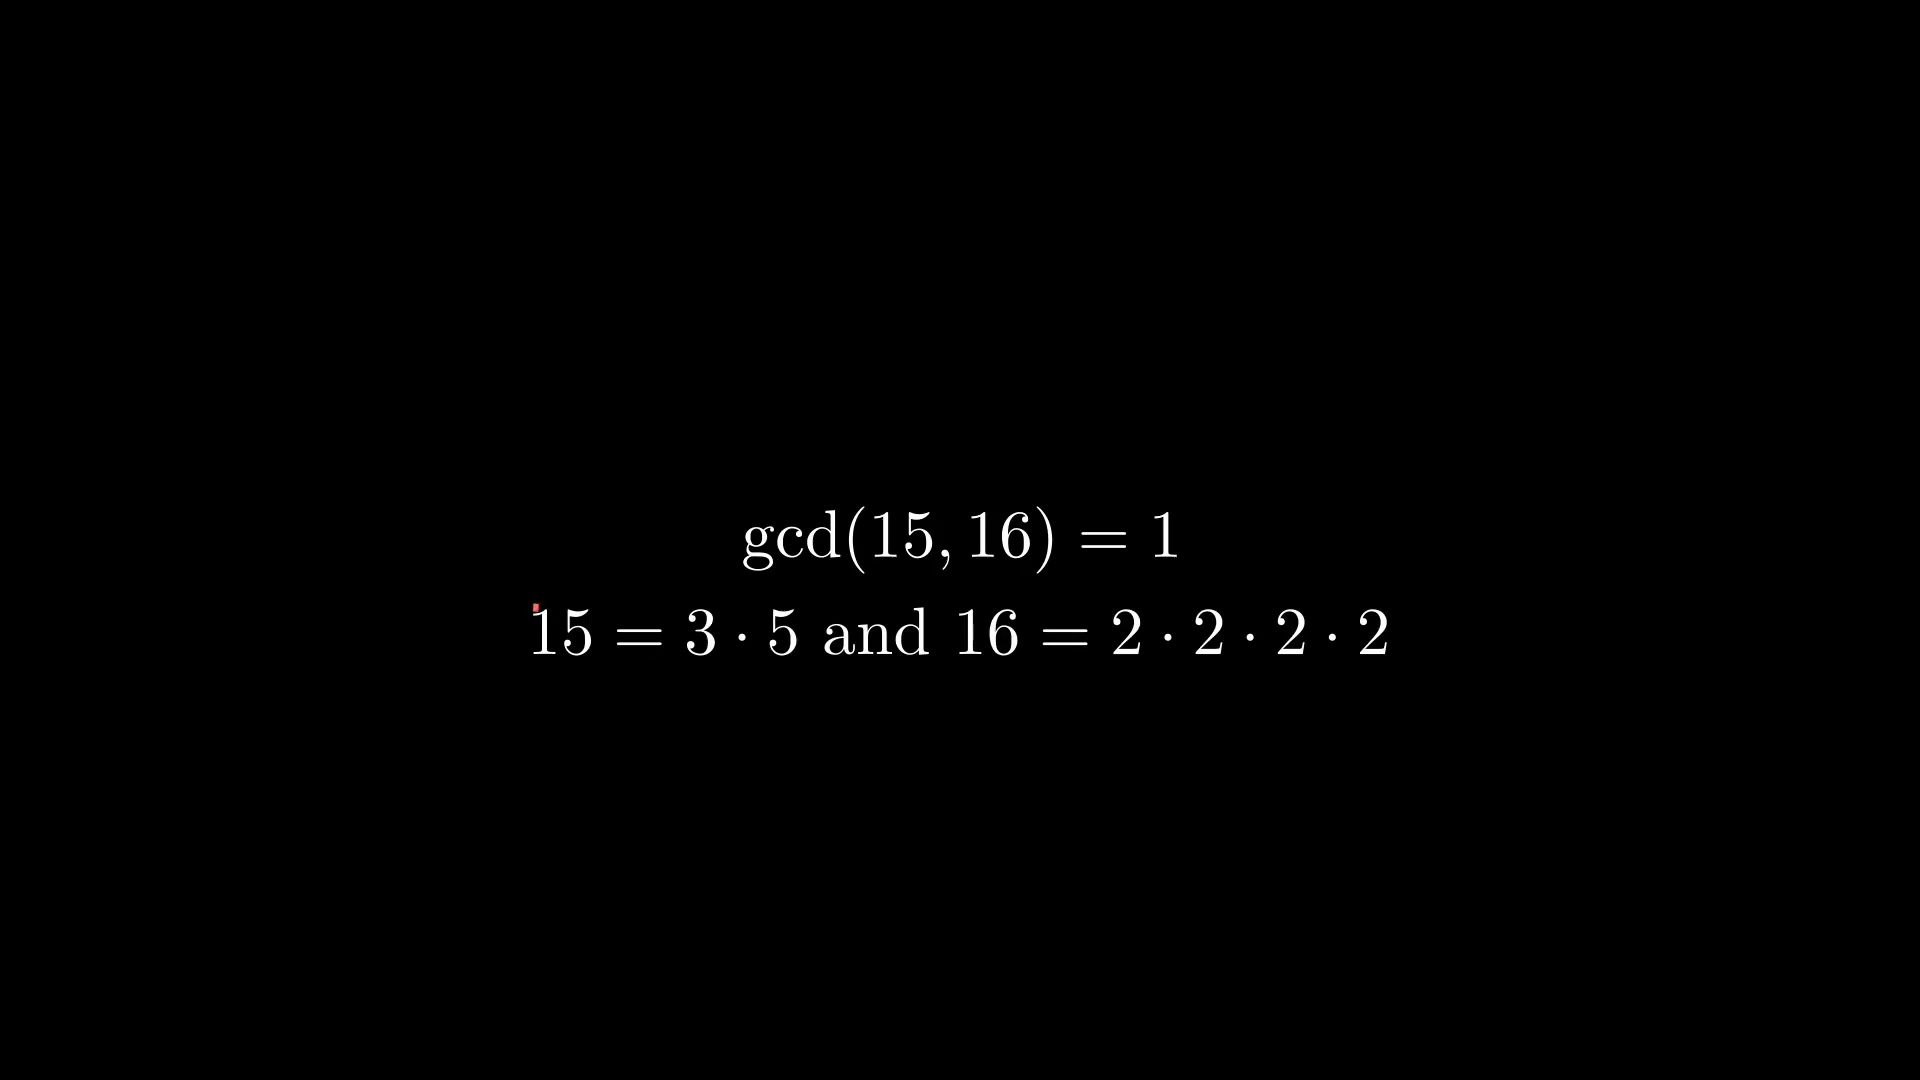 gcd(15, 16) = 1
15 = 3 · 5 and 16 = 2 · 2 · 2 · 2